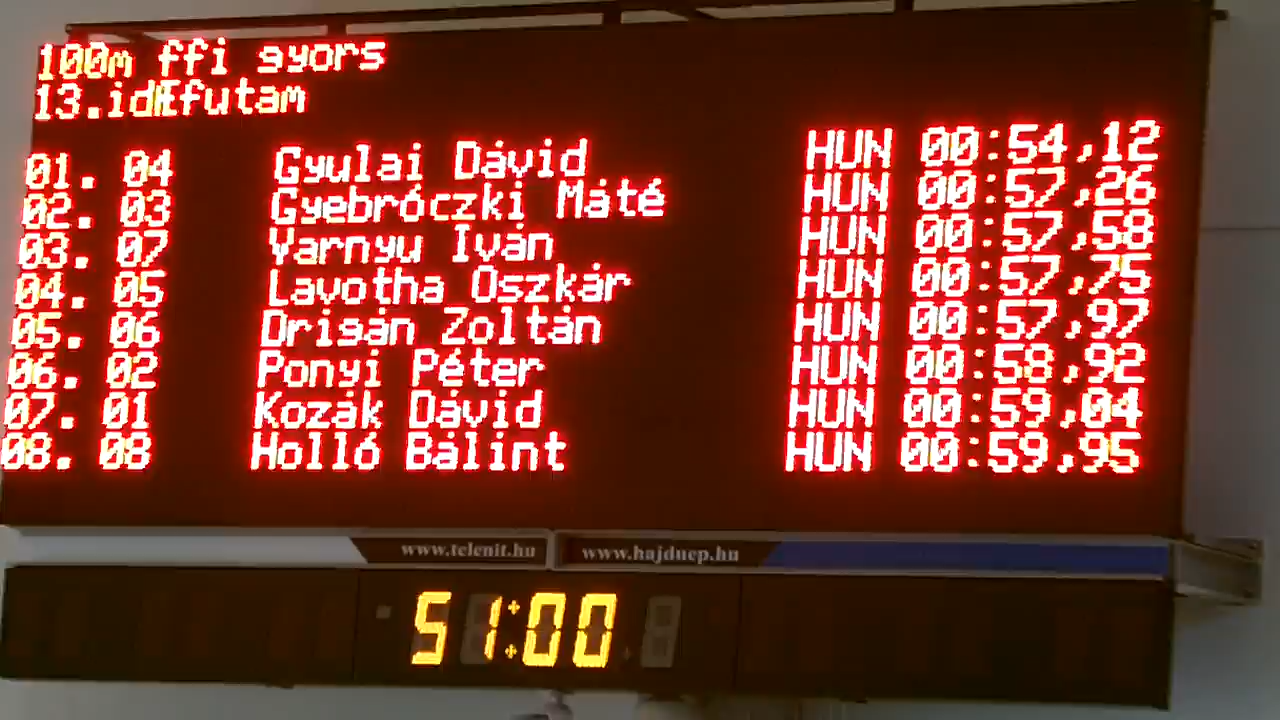 100m ffi gyors
13.idÆfutam
01. 04 Gyulai Dávid HUN 00:54,12
02. 03 Gyebróczki Máté HUN 00:57,26
03. 07 Varnyu Iván HUN 00:57,58
04. 05 Lavotha Oszkár HUN 00:57,75
05. 06 Drigán Zoltán HUN 00:57,97
06. 02 Ponyi Péter HUN 00:58,92
07. 01 Kozák Dávid HUN 00:59,04
08. 08 Holló Bálint HUN 00:59,95
www.telenit.hu www.hajduep.hu
51:00